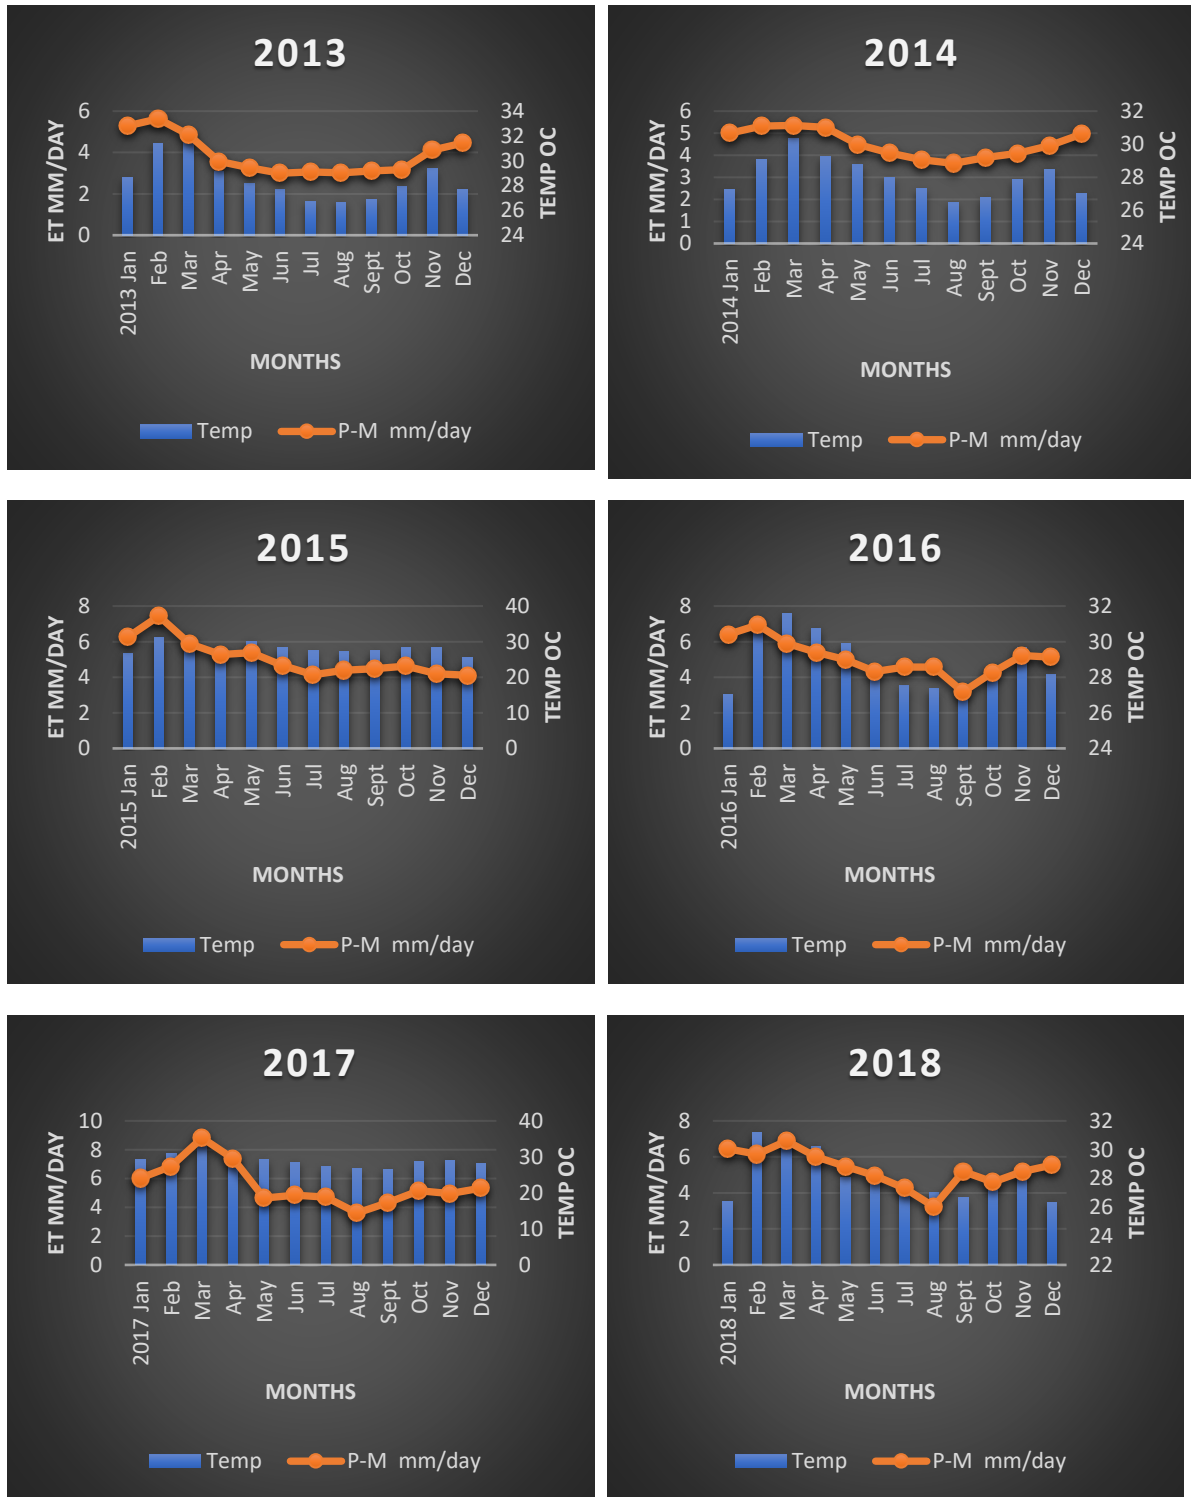 2013
ET MM/DAY
6
4
2
0
34
32
30
28
26
24
TEMP OC
2013 Jan
Feb
Mar
Apr
May
Jun
Jul
Aug
Sept
Oct
Nov
Dec
MONTHS
Temp P-M mm/day
2014
ET MM/DAY
6
5
4
3
2
1
0
32
30
28
26
24
TEMP OC
2014 Jan
Feb
Mar
Apr
May
Jun
Jul
Aug
Sept
Oct
Nov
Dec
MONTHS
Temp P-M mm/day
2015
ET MM/DAY
8
6
4
2
0
40
30
20
10
0
TEMP OC
2015 Jan
Feb
Mar
Apr
May
Jun
Jul
Aug
Sept
Oct
Nov
Dec
MONTHS
Temp P-M mm/day
2016
ET MM/DAY
8
6
4
2
0
32
30
28
26
24
TEMP OC
2016 Jan
Feb
Mar
Apr
May
Jun
Jul
Aug
Sept
Oct
Nov
Dec
MONTHS
Temp P-M mm/day
2017
ET MM/DAY
10
8
6
4
2
0
40
30
20
10
0
TEMP OC
2017 Jan
Feb
Mar
Apr
May
Jun
Jul
Aug
Sept
Oct
Nov
Dec
MONTHS
Temp P-M mm/day
2018
ET MM/DAY
8
6
4
2
0
32
30
28
26
24
22
TEMP OC
2018 Jan
Feb
Mar
Apr
May
Jun
Jul
Aug
Sept
Oct
Nov
Dec
MONTHS
Temp P-M mm/day